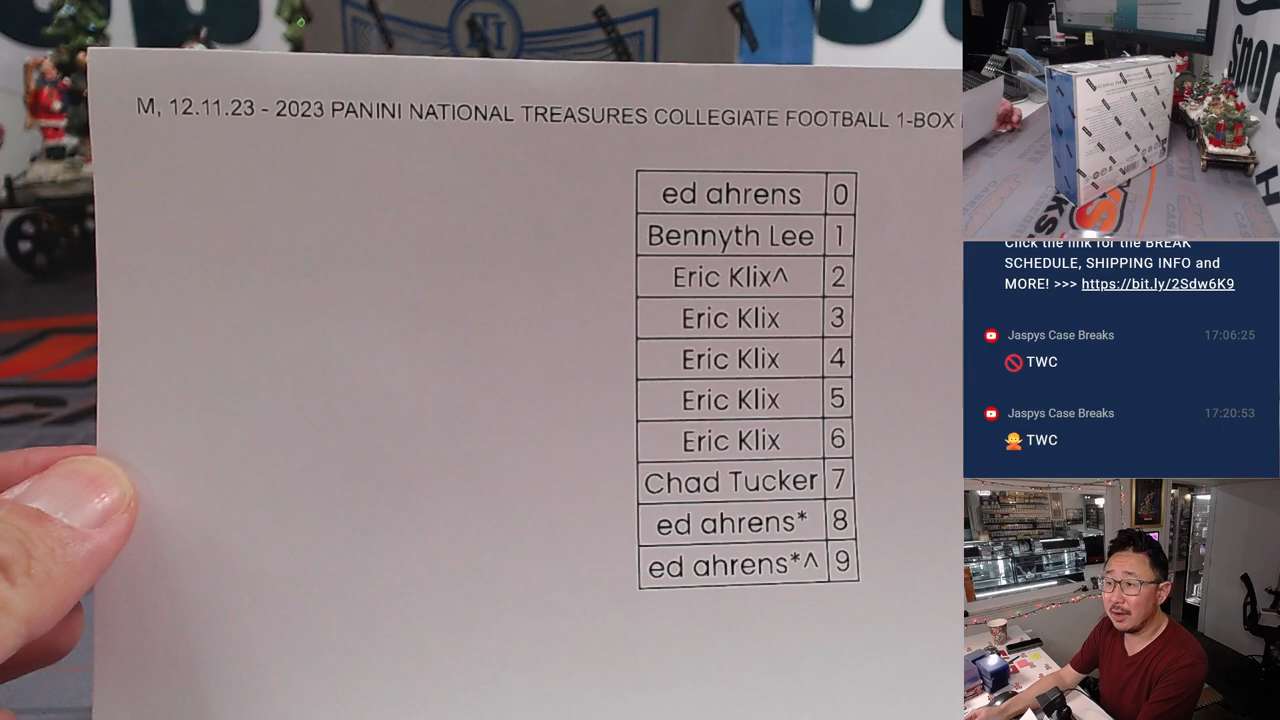 M, 12.11.23 - 2023 PANINI NATIONAL TREASURES COLLEGIATE FOOTBALL 1-BOX
ed ahrens 0
Bennyth Lee 1
Eric Klix^ 2
Eric Klix 3
Eric Klix 4
Eric Klix 5
Eric Klix 6
Chad Tucker 7
ed ahrens* 8
ed ahrens*^ 9
Click the link for the BREAK
SCHEDULE, SHIPPING INFO and
MORE! >>> https://bit.ly/2Sdw6K9
Jaspys Case Breaks 17:06:25
🚫 TWC
Jaspys Case Breaks 17:20:53
🙅 TWC